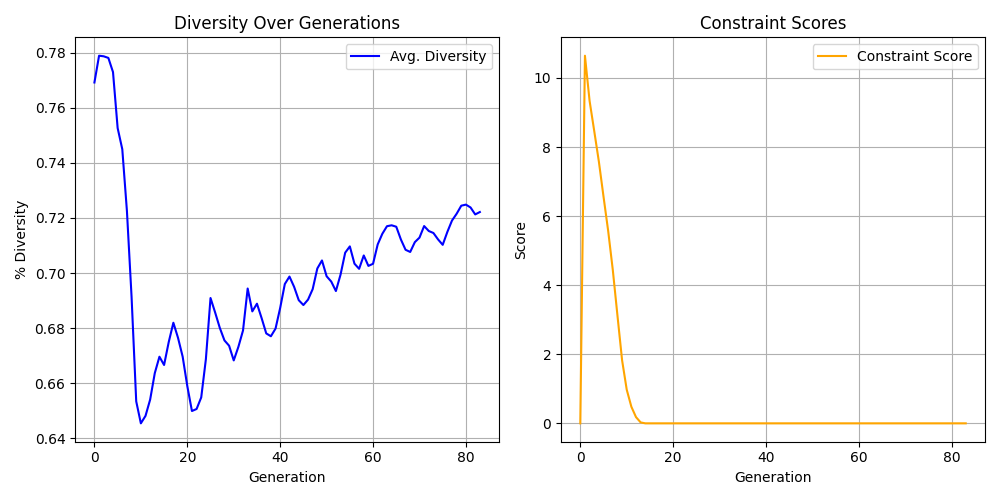 Diversity Over Generations
Avg. Diversity
0.78
0.76
0.74
0.72
0.70
0.68
0.66
0.64
% Diversity
0 20 40 60 80
Generation
Constraint Scores
Constraint Score
10
8
6
4
2
0
Score
0 20 40 60 80
Generation